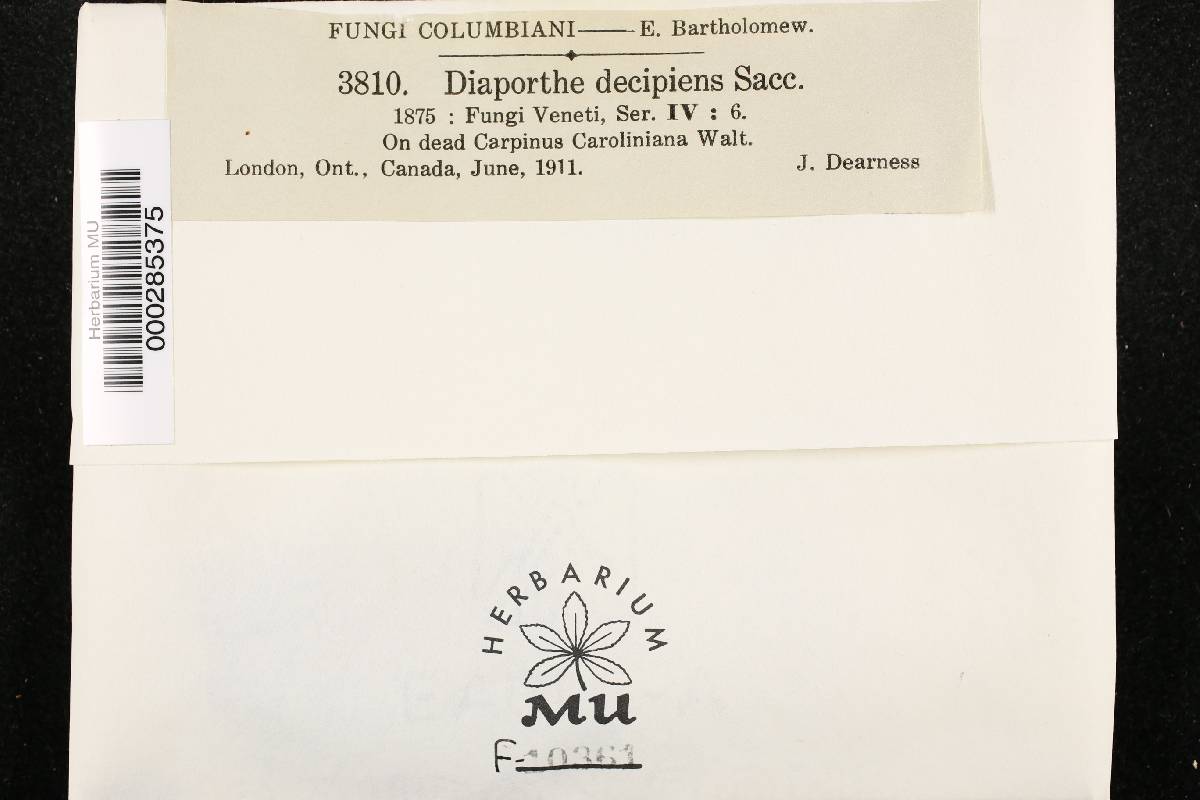 FUNGI COLUMBIANI—— E. Bartholomew.
3810. Diaporthe decipiens Sacc.
1875 : Fungi Veneti, Ser. IV : 6.
On dead Carpinus Caroliniana Walt.
London, Ont., Canada, June, 1911. J. Dearness
Herbarium MU
000285375
HERBARIUM
MU
F-10361